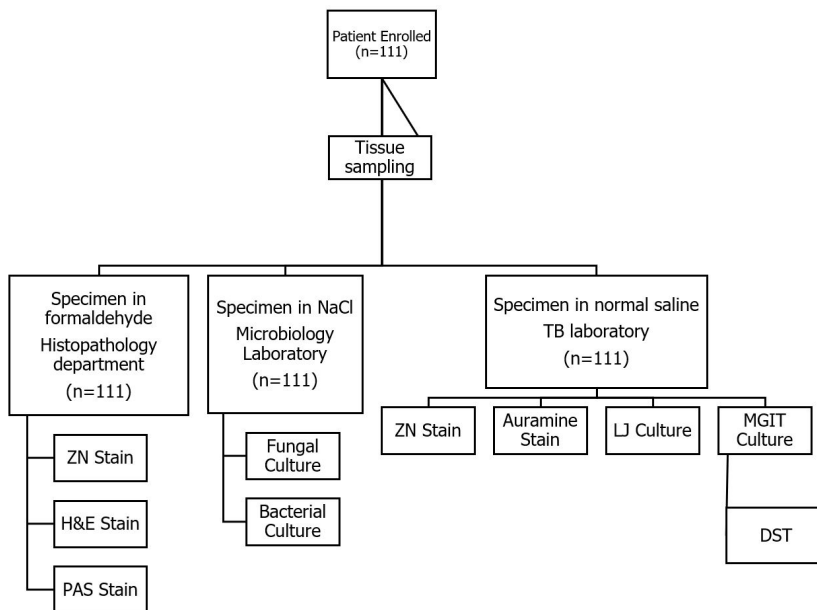 Patient Enrolled
(n=111)
Tissue
sampling
Specimen in
formaldehyde
Histopathology
department
(n=111)
Specimen in NaCl
Microbiology
Laboratory
(n=111)
Specimen in normal saline
TB laboratory
(n=111)
ZN Stain
H&E Stain
PAS Stain
Fungal
Culture
Bacterial
Culture
ZN Stain
Auramine
Stain
LJ Culture
MGIT
Culture
DST